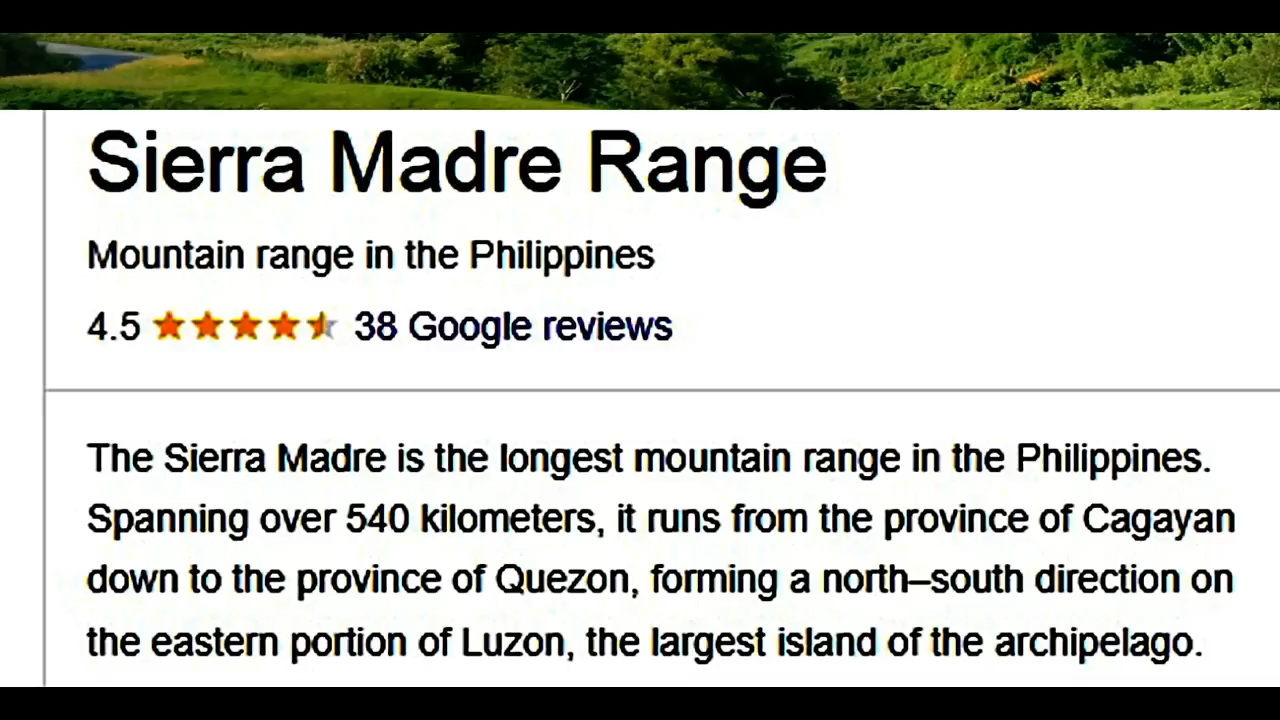 Sierra Madre Range
Mountain range in the Philippines
4.5 ★★★★⯪ 38 Google reviews
The Sierra Madre is the longest mountain range in the Philippines.
Spanning over 540 kilometers, it runs from the province of Cagayan
down to the province of Quezon, forming a north–south direction on
the eastern portion of Luzon, the largest island of the archipelago.